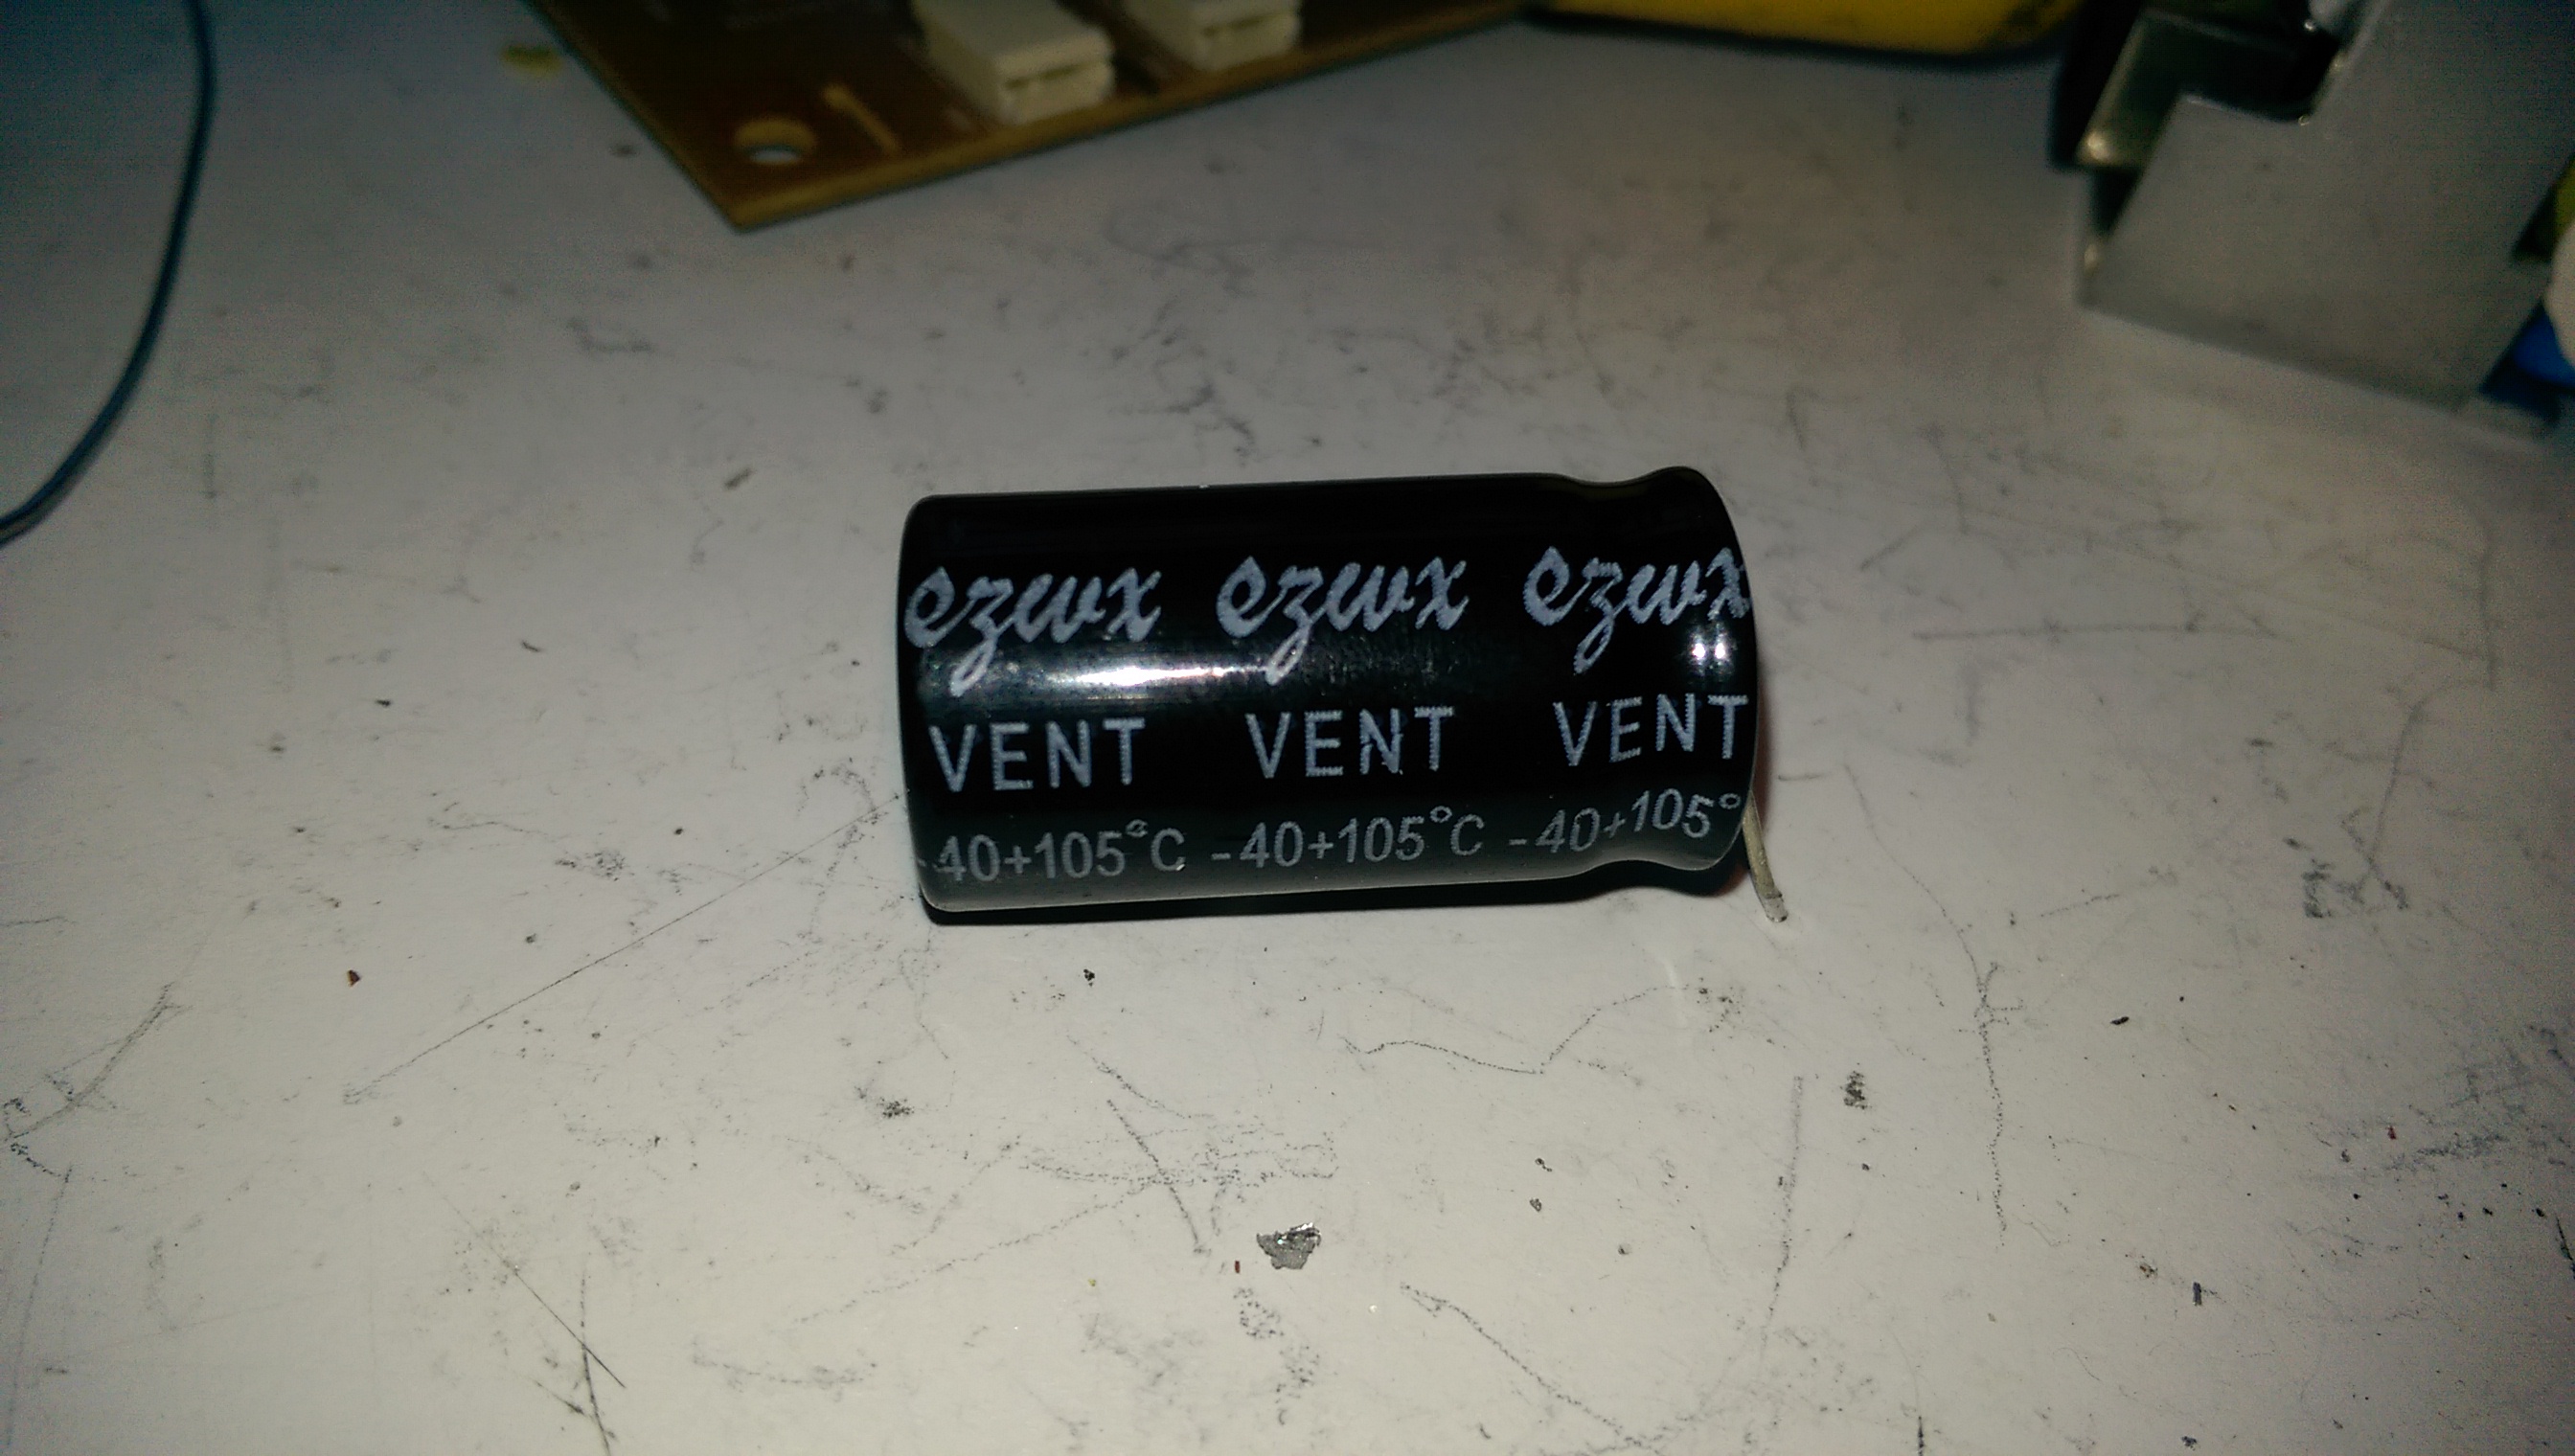 ezwx ezwx ezwx
VENT VENT VENT
-40+105°C -40+105°C -40+105°